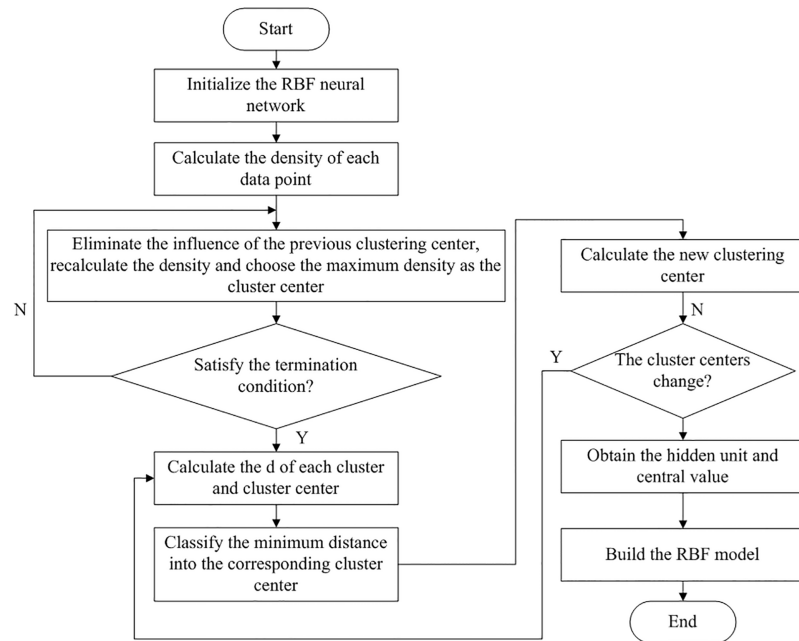 Start
Initialize the RBF neural
network
Calculate the density of each
data point
Eliminate the influence of the previous clustering center,
recalculate the density and choose the maximum density as the
cluster center
N
Satisfy the termination
condition?
Y
Calculate the d of each cluster
and cluster center
Classify the minimum distance
into the corresponding cluster
center
Calculate the new clustering
center
N
Y
The cluster centers
change?
Obtain the hidden unit and
central value
Build the RBF model
End